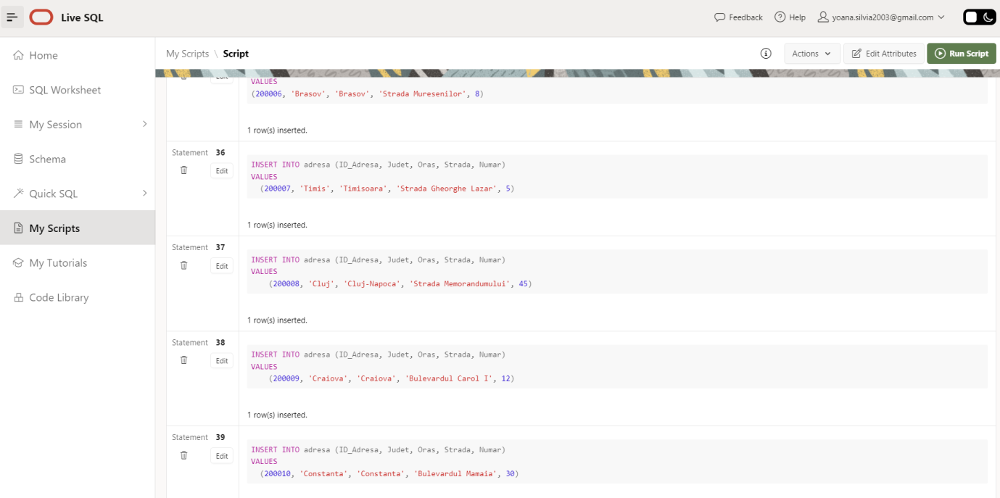 Live SQL
Feedback
Help
yoana.silvia2003@gmail.com
Home
SQL Worksheet
My Session
Schema
Quick SQL
My Scripts
My Tutorials
Code Library
My Scripts \ Script
Actions
Edit Attributes
Run Script
Edit
VALUES
(200006, 'Brasov', 'Brasov', 'Strada Muresenilor', 8)
1 row(s) inserted.
Statement 36
Edit
INSERT INTO adresa (ID_Adresa, Judet, Oras, Strada, Numar)
VALUES
(200007, 'Timis', 'Timisoara', 'Strada Gheorghe Lazar', 5)
1 row(s) inserted.
Statement 37
Edit
INSERT INTO adresa (ID_Adresa, Judet, Oras, Strada, Numar)
VALUES
(200008, 'Cluj', 'Cluj-Napoca', 'Strada Memorandumului', 45)
1 row(s) inserted.
Statement 38
Edit
INSERT INTO adresa (ID_Adresa, Judet, Oras, Strada, Numar)
VALUES
(200009, 'Craiova', 'Craiova', 'Bulevardul Carol I', 12)
1 row(s) inserted.
Statement 39
Edit
INSERT INTO adresa (ID_Adresa, Judet, Oras, Strada, Numar)
VALUES
(200010, 'Constanta', 'Constanta', 'Bulevardul Mamaia', 30)